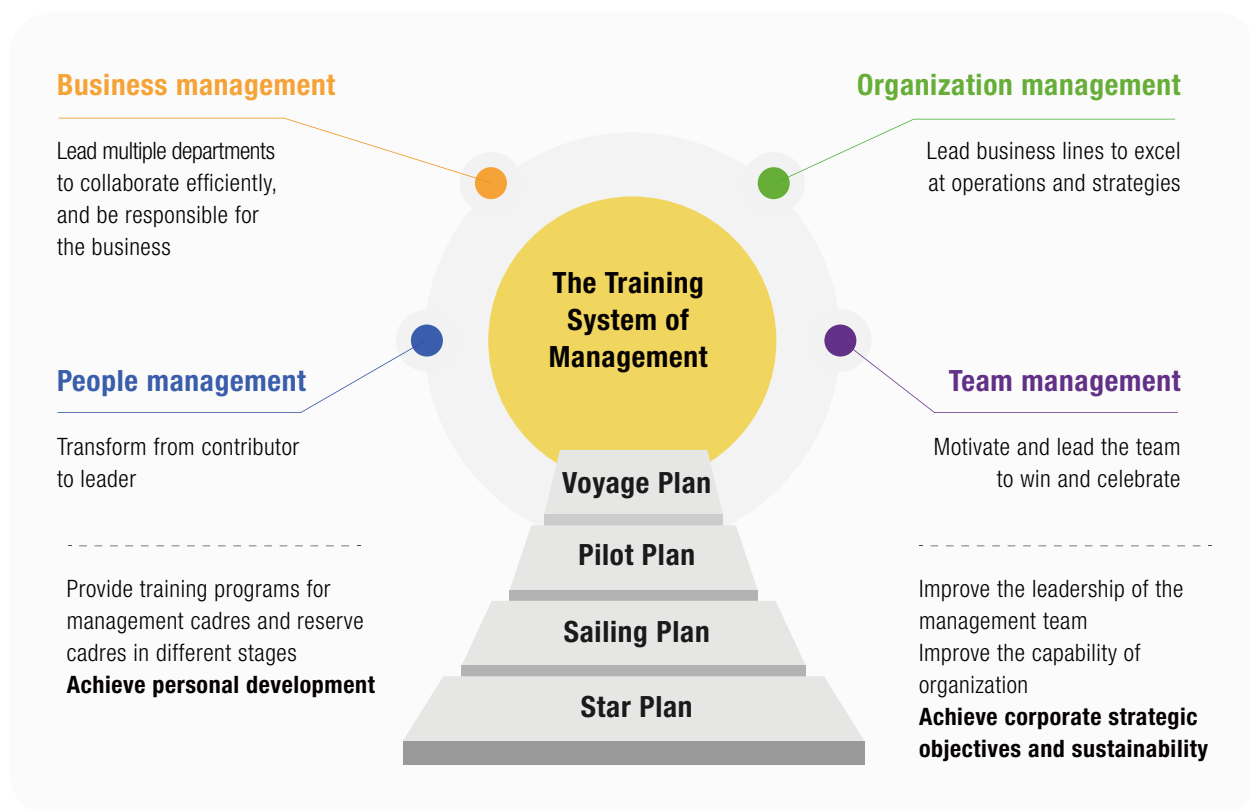 Business management
Lead multiple departments
to collaborate efficiently,
and be responsible for
the business
Organization management
Lead business lines to excel
at operations and strategies
The Training
System of
Management
People management
Transform from contributor
to leader
Team management
Motivate and lead the team
to win and celebrate
Voyage Plan
Pilot Plan
Sailing Plan
Star Plan
Provide training programs for
management cadres and reserve
cadres in different stages
Achieve personal development
Improve the leadership of the
management team
Improve the capability of
organization
Achieve corporate strategic
objectives and sustainability